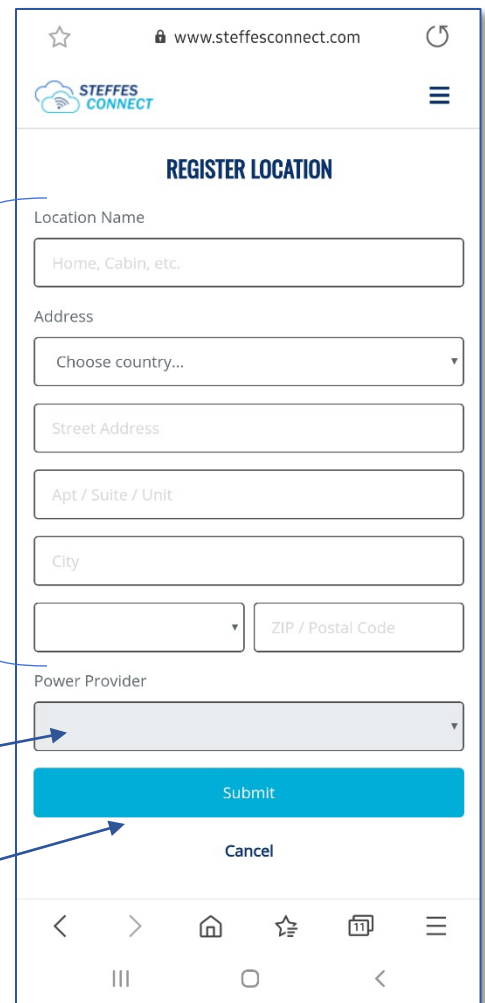 www.steffesconnect.com
STEFFES
CONNECT
REGISTER LOCATION
Location Name
Home, Cabin, etc.
Address
Choose country...
Street Address
Apt / Suite / Unit
City
ZIP / Postal Code
Power Provider
Submit
Cancel
11